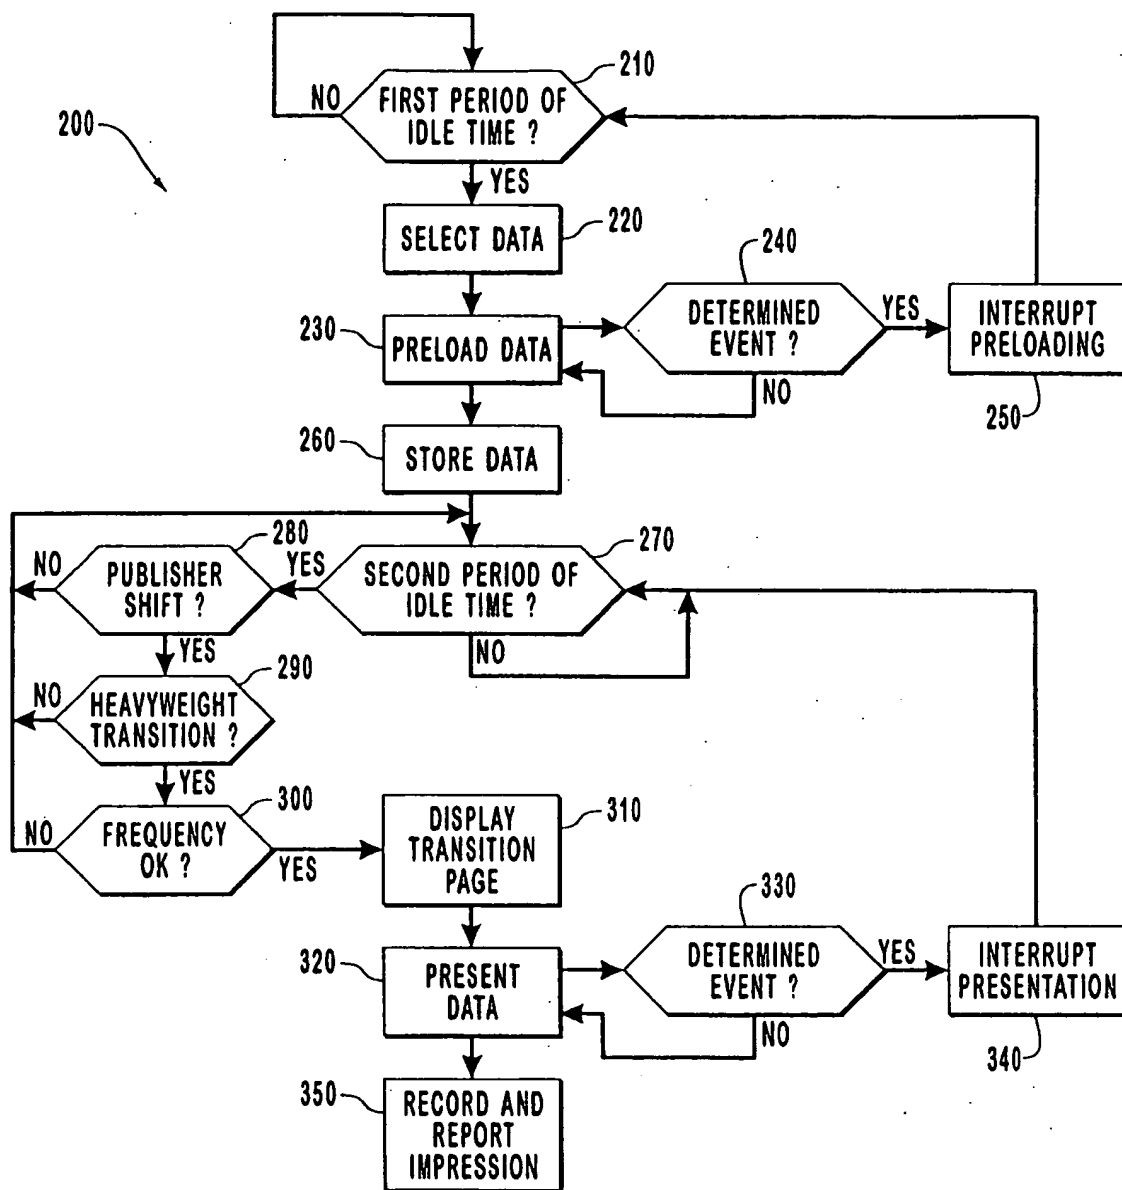 210
FIRST PERIOD OF
IDLE TIME ?
NO
YES
200
220
SELECT DATA
240
230
PRELOAD DATA
DETERMINED
EVENT ?
YES
NO
INTERRUPT
PRELOADING
250
260
STORE DATA
280
270
NO
PUBLISHER
SHIFT ?
YES
SECOND PERIOD OF
IDLE TIME ?
NO
YES
290
NO
HEAVYWEIGHT
TRANSITION ?
YES
300
NO
FREQUENCY
OK ?
YES
310
DISPLAY
TRANSITION
PAGE
330
320
PRESENT
DATA
DETERMINED
EVENT ?
YES
NO
INTERRUPT
PRESENTATION
340
350
RECORD AND
REPORT
IMPRESSION